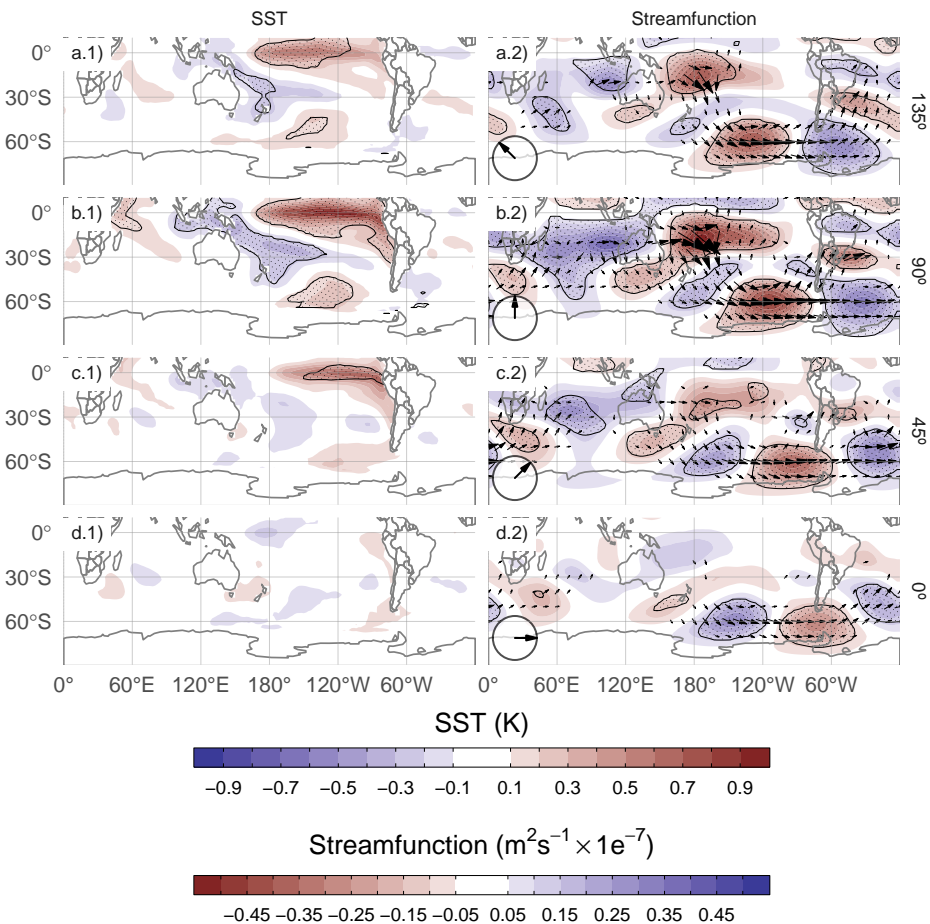 SST Streamfunction
a.1) a.2)
0°
30°S
60°S
135°
b.1) b.2)
0°
30°S
60°S
90°
c.1) c.2)
0°
30°S
60°S
45°
d.1) d.2)
0°
30°S
60°S
0°
0° 60°E 120°E 180° 120°W 60°W 0° 60°E 120°E 180° 120°W 60°W
SST (K)
−0.9 −0.7 −0.5 −0.3 −0.1 0.1 0.3 0.5 0.7 0.9
Streamfunction (m²s⁻¹ × 1e⁻⁷)
−0.45 −0.35 −0.25 −0.15 −0.05 0.05 0.15 0.25 0.35 0.45